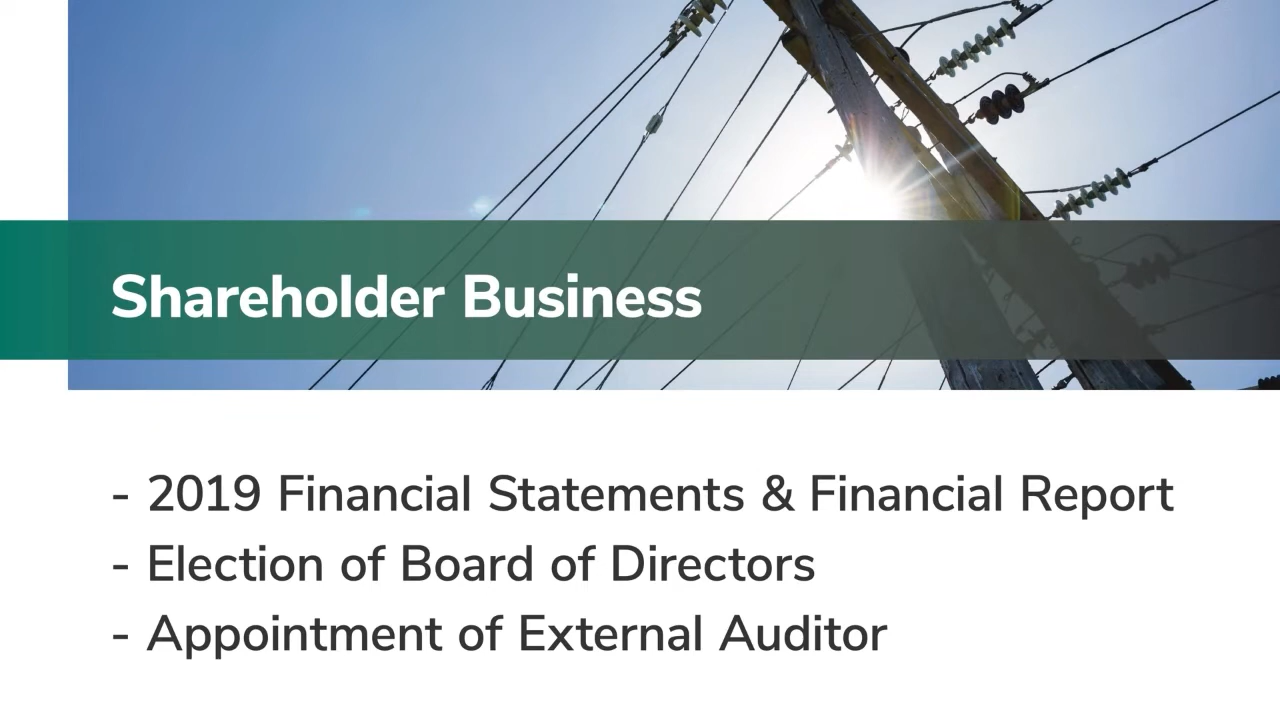 Shareholder Business
- 2019 Financial Statements & Financial Report
- Election of Board of Directors
- Appointment of External Auditor